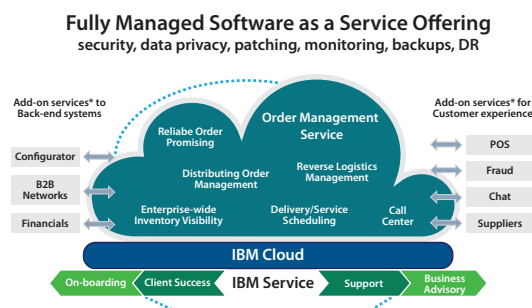 Fully Managed Software as a Service Offering
security, data privacy, patching, monitoring, backups, DR
Add-on services* to
Back-end systems
Add-on services* for
Customer experience
Order Management
Service
Reliabe Order
Promising
Distributing Order
Management
Reverse Logistics
Management
Enterprise-wide
Inventory Visibility
Delivery/Service
Scheduling
Call
Center
Configurator
B2B
Networks
Financials
POS
Fraud
Chat
Suppliers
IBM Cloud
On-boarding
Client Success
IBM Service
Support
Business
Advisory